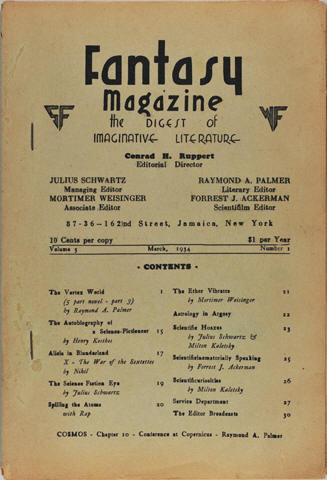 Fantasy
Magazine
the DIGEST of
IMAGINATIVE LITERATURE
SF
WF
Conrad H. Ruppert
Editorial Director
JULIUS SCHWARTZ
Managing Editor
MORTIMER WEISINGER
Associate Editor
RAYMOND A. PALMER
Literary Editor
FORREST J. ACKERMAN
Scientifilm Editor
87-36-162nd Street, Jamaica, New York
10 Cents per copy $1 per Year
Volume 3 March, 1934 Number 1
• CONTENTS •
The Vortex World 1
(5 part novel - part 3)
by Raymond A. Palmer
The Autobiography of
a Science-Fictioneer 15
by Henry Kostkos
Alicia in Blunderland 17
X - The War of the Sextettes
by Nihil
The Science Fiction Eye 19
by Julius Schwartz
Spilling the Atoms 20
with Rap
The Ether Vibrates 21
by Mortimer Weisinger
Astrology in Argosy 22
Scientific Hoaxes 23
by Julius Schwartz &
Milton Kaletsky
Scientifilmaterially Speaking 25
by Forrest J. Ackerman
Scienticuriosities 26
by Milton Kaletsky
Service Department 27
The Editor Broadcasts 30
COSMOS - Chapter 10 - Conference at Copernicus - Raymond A. Palmer